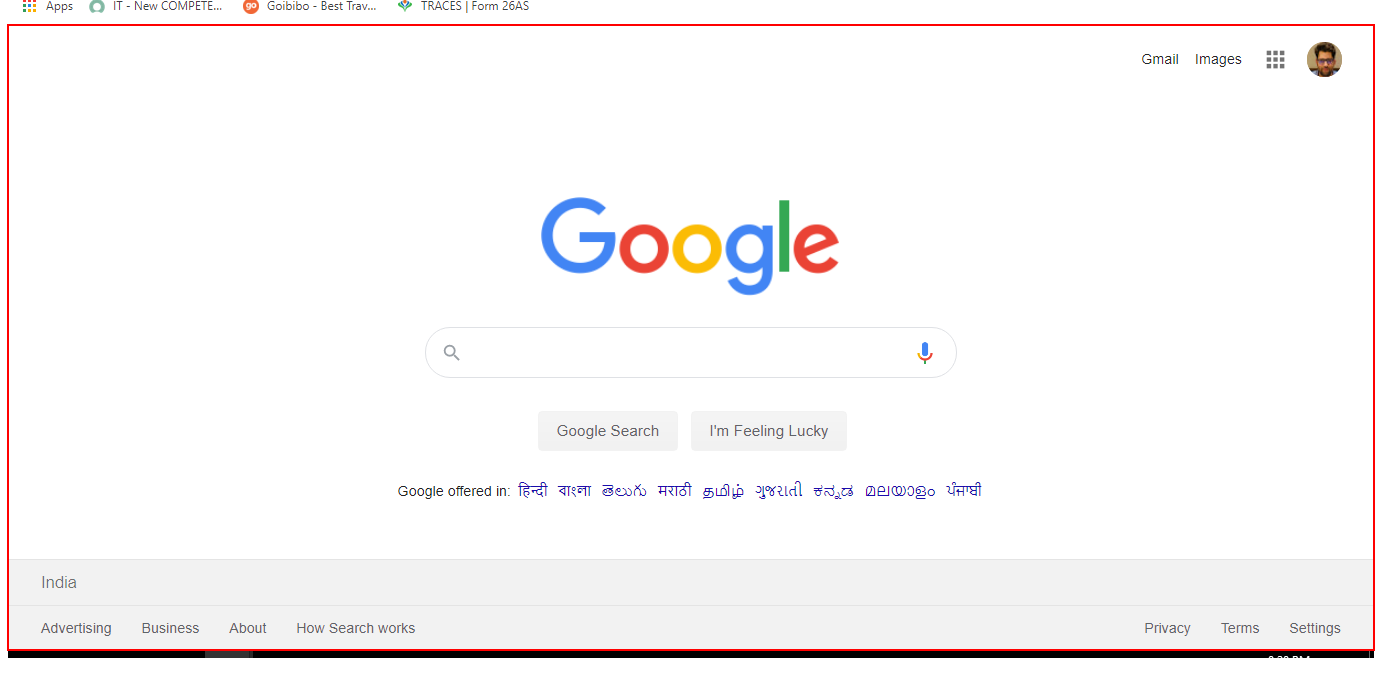 Apps IT - New COMPETE... go Goibibo - Best Trav... TRACES | Form 26AS
Gmail Images
Google
Google Search I'm Feeling Lucky
Google offered in: हिन्दी বাংলা తెలుగు मराठी தமிழ் ગુજરાતી ಕನ್ನಡ മലയാളം ਪੰਜਾਬੀ
India
Advertising Business About How Search works Privacy Terms Settings